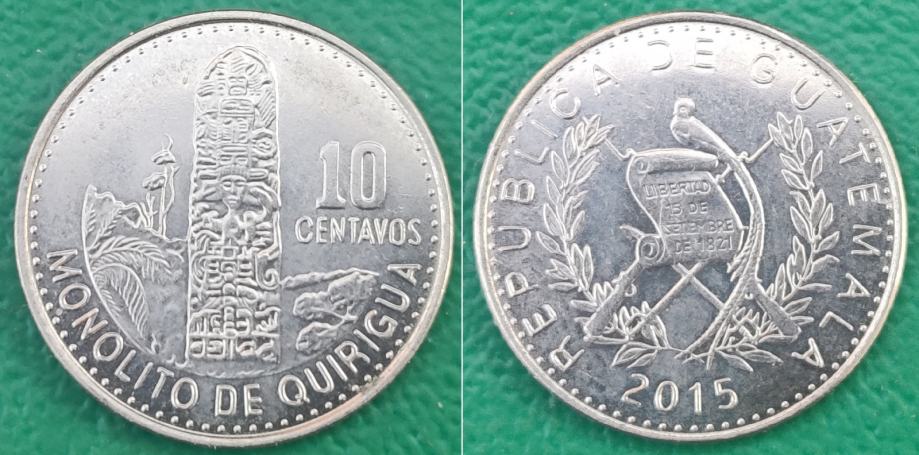 10
CENTAVOS
MONOLITO DE QUIRIGUA
REPUBLICA DE GUATEMALA
LIBERTAD
15 DE
SETIEMBRE
DE 1821
2015